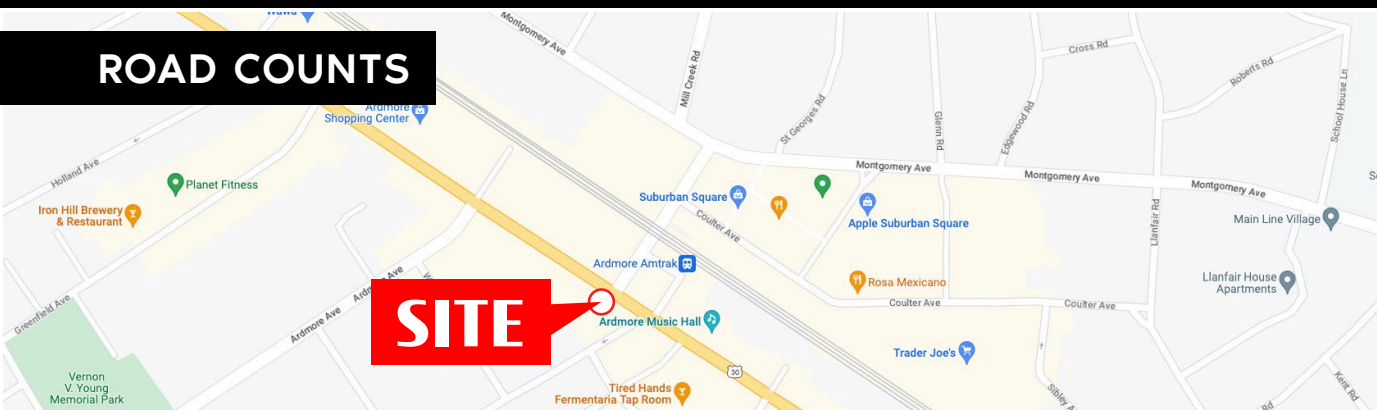 Wawa
ROAD COUNTS
Montgomery Ave
Mill Creek Rd
Cross Rd
Roberts Rd
School House Ln
Ardmore
Shopping Center
St Georges Rd
Glenn Rd
Edgewood Rd
Holland Ave
Planet Fitness
Montgomery Ave
Montgomery Ave
Montgomery Ave
Iron Hill Brewery
& Restaurant
Suburban Square
Coulter Ave
Apple Suburban Square
Llanfair Rd
Main Line Village
Ardmore Amtrak
Rosa Mexicano
Llanfair House
Apartments
Greenfield Ave
Ardmore Ave
SITE
Coulter Ave
Coulter Ave
Ardmore Music Hall
Trader Joe's
30
Vernon
V. Young
Memorial Park
Tired Hands
Fermentaria Tap Room
Kent Rd